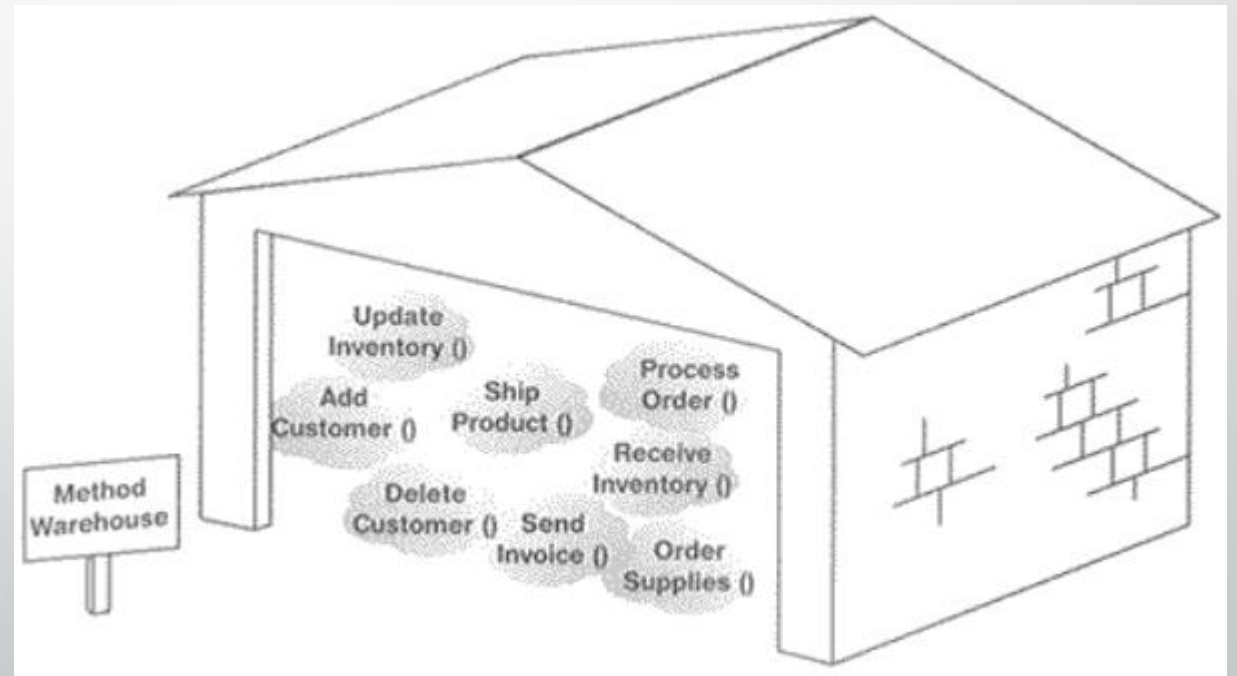 Update
Inventory ()
Add
Customer ()
Ship
Product ()
Process
Order ()
Receive
Inventory ()
Delete
Customer ()
Send
Invoice ()
Order
Supplies ()
Method
Warehouse